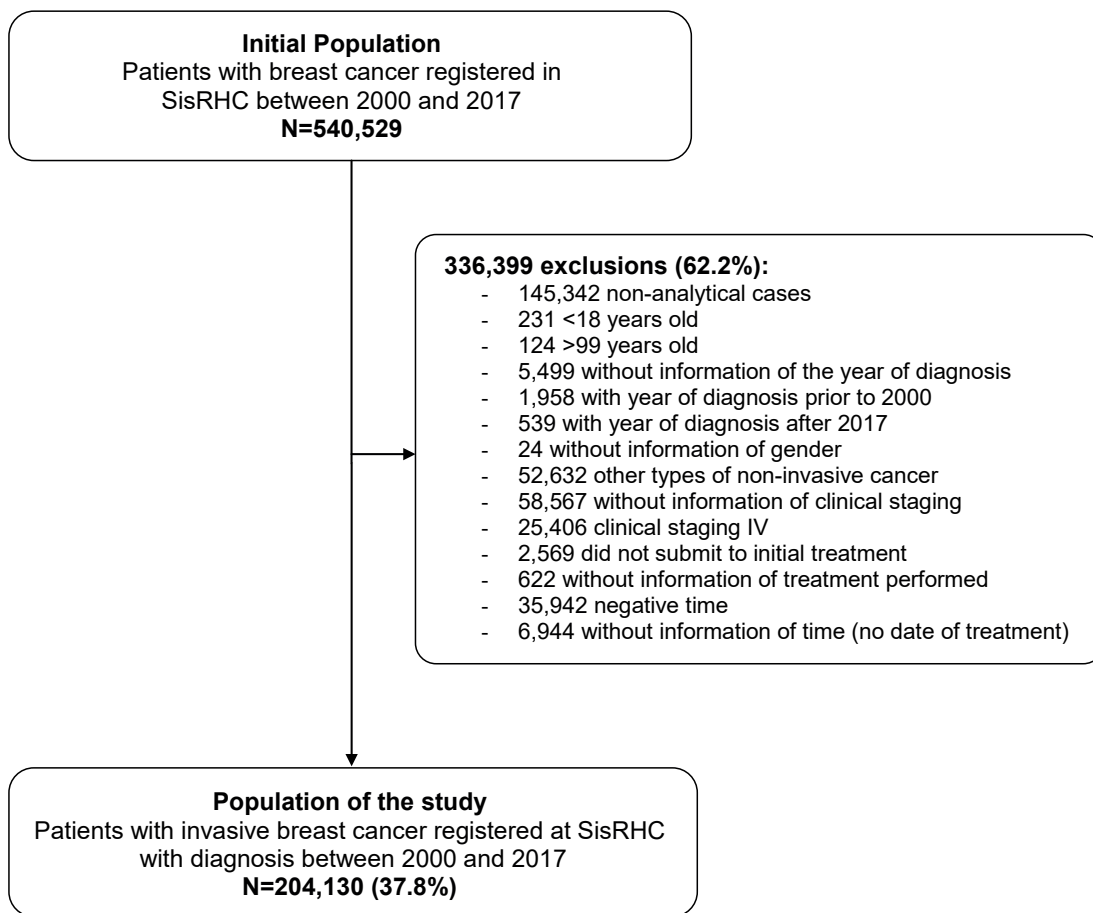 Initial Population
Patients with breast cancer registered in
SisRHC between 2000 and 2017
N=540,529
336,399 exclusions (62.2%):
- 145,342 non-analytical cases
- 231 <18 years old
- 124 >99 years old
- 5,499 without information of the year of diagnosis
- 1,958 with year of diagnosis prior to 2000
- 539 with year of diagnosis after 2017
- 24 without information of gender
- 52,632 other types of non-invasive cancer
- 58,567 without information of clinical staging
- 25,406 clinical staging IV
- 2,569 did not submit to initial treatment
- 622 without information of treatment performed
- 35,942 negative time
- 6,944 without information of time (no date of treatment)
Population of the study
Patients with invasive breast cancer registered at SisRHC
with diagnosis between 2000 and 2017
N=204,130 (37.8%)